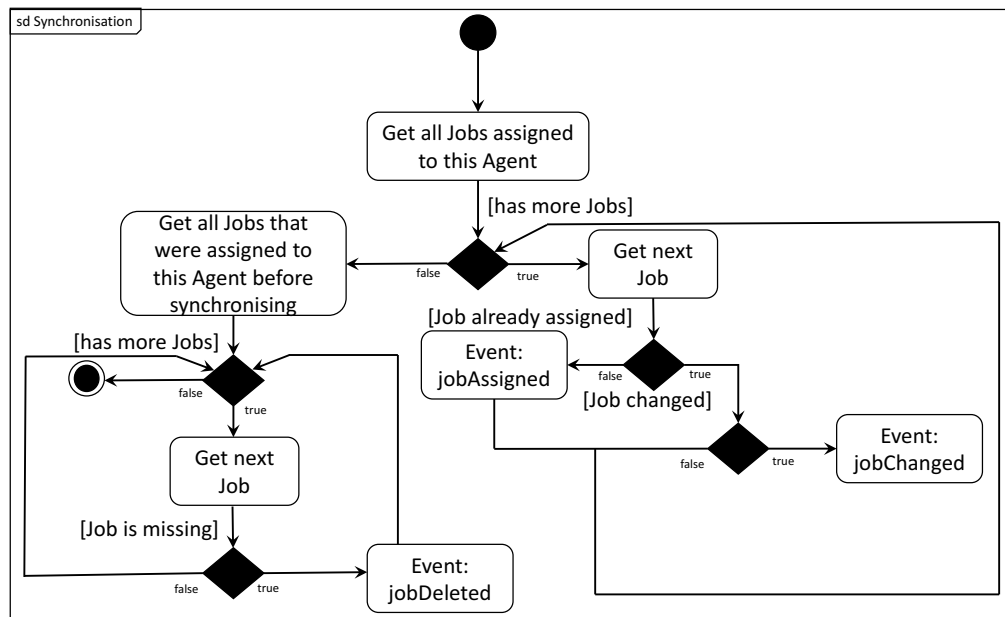 sd Synchronisation
Get all Jobs assigned
to this Agent
[has more Jobs]
Get all Jobs that
were assigned to
this Agent before
synchronising
false
true
Get next
Job
[Job already assigned]
[has more Jobs]
Event:
jobAssigned
false
true
false
true
[Job changed]
Get next
Job
false
true
Event:
jobChanged
[Job is missing]
false
true
Event:
jobDeleted